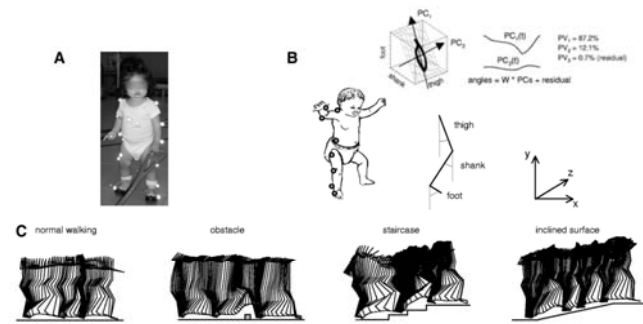 A
B
PC1
PC2
foot
shank
thigh
PC1(t)
PC2(t)
PV1 = 87.2%
PV2 = 12.1%
PV3 = 0.7% (residual)
angles = W * PCs + residual
thigh
shank
foot
y
z
x
C
normal walking
obstacle
staircase
inclined surface